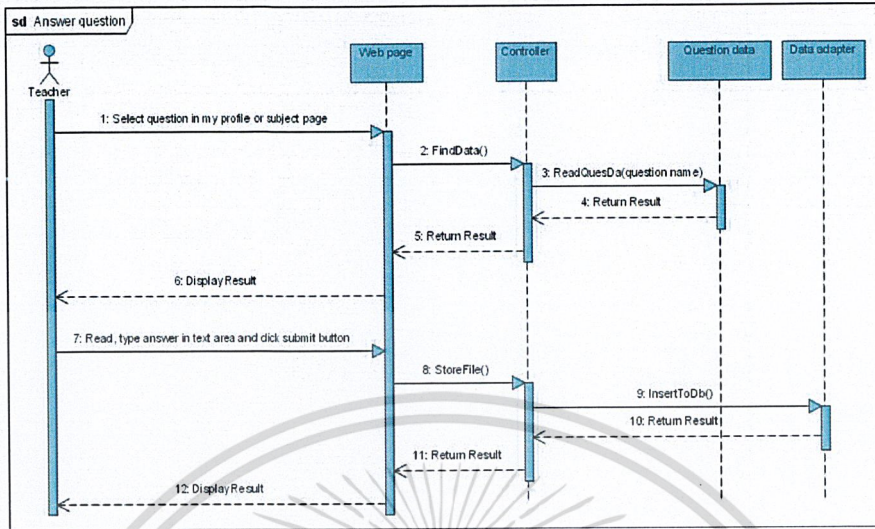 sd Answer question
Web page
Controller
Question data
Data adapter
Teacher
1: Select question in my profile or subject page
2: FindData()
3: ReadQuesDa(question name)
4: Return Result
5: Return Result
6: DisplayResult
7: Read, type answer in text area and click submit button
8: StoreFile()
9: InsertToDb()
10: Return Result
11: Return Result
12: DisplayResult